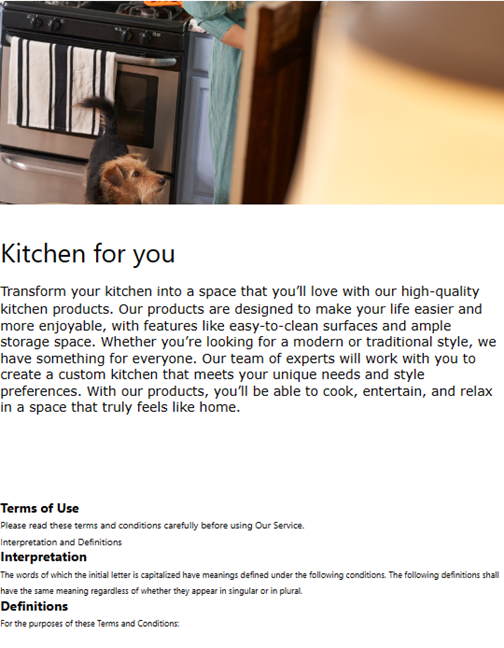 Kitchen for you
Transform your kitchen into a space that you’ll love with our high-quality
kitchen products. Our products are designed to make your life easier and
more enjoyable, with features like easy-to-clean surfaces and ample
storage space. Whether you’re looking for a modern or traditional style, we
have something for everyone. Our team of experts will work with you to
create a custom kitchen that meets your unique needs and style
preferences. With our products, you’ll be able to cook, entertain, and relax
in a space that truly feels like home.
Terms of Use
Please read these terms and conditions carefully before using Our Service.
Interpretation and Definitions
Interpretation
The words of which the initial letter is capitalized have meanings defined under the following conditions. The following definitions shall
have the same meaning regardless of whether they appear in singular or in plural.
Definitions
For the purposes of these Terms and Conditions: